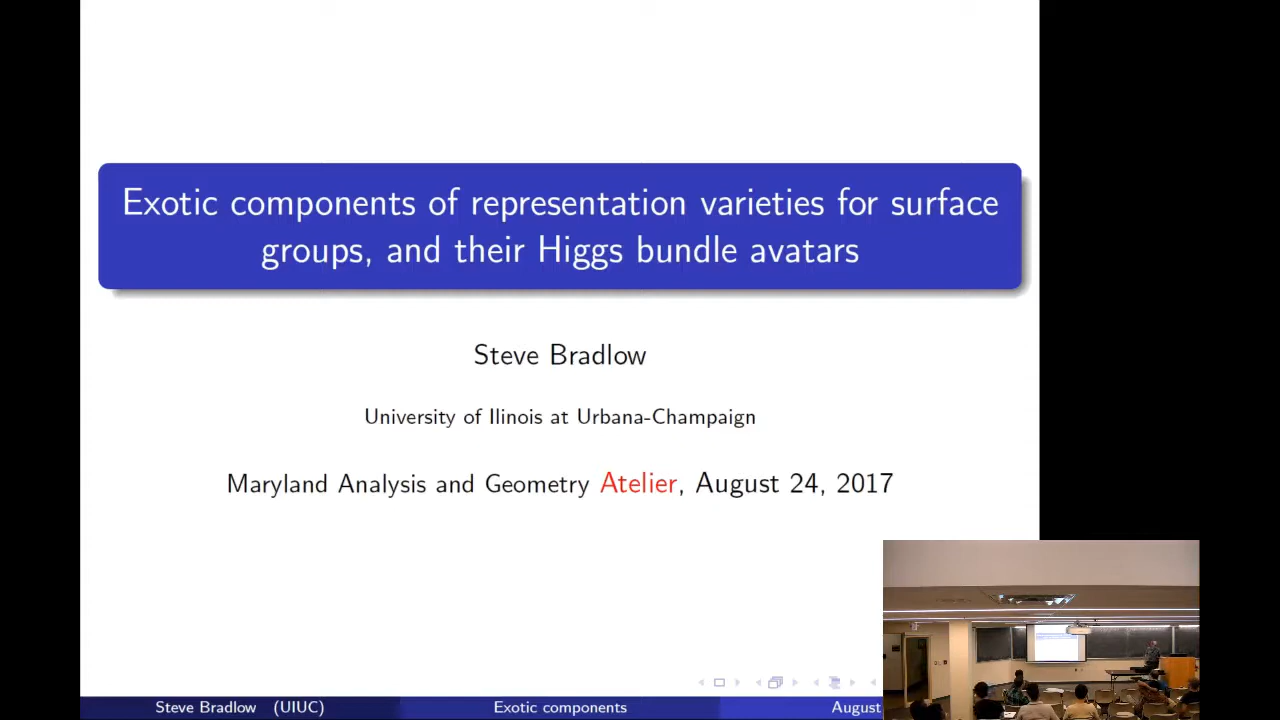 Exotic components of representation varieties for surface
groups, and their Higgs bundle avatars
Steve Bradlow
University of Ilinois at Urbana-Champaign
Maryland Analysis and Geometry Atelier, August 24, 2017
Steve Bradlow (UIUC)
Exotic components
August